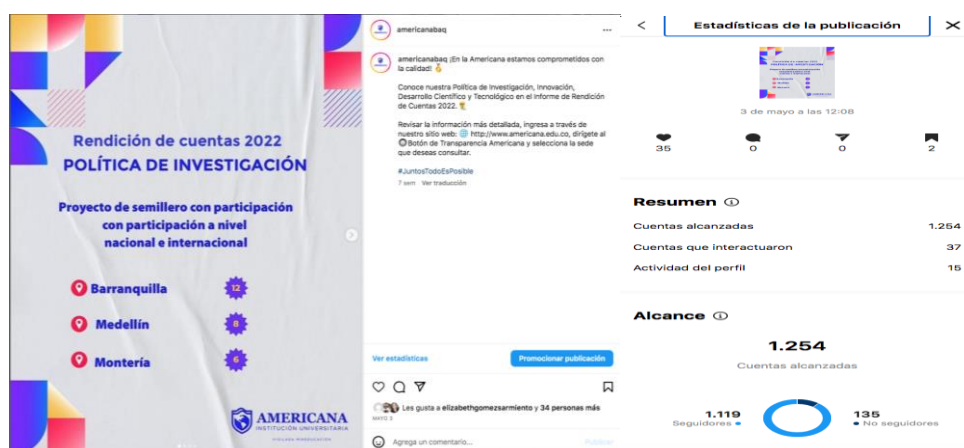 Rendición de cuentas 2022
POLÍTICA DE INVESTIGACIÓN
Proyecto de semillero con participación
con participación a nivel
nacional e internacional
Barranquilla 12
Medellín 8
Montería 6
AMERICANA
INSTITUCIÓN UNIVERSITARIA
VIGILADA MINEDUCACIÓN
americanabaq
americanabaq ¡En la Americana estamos comprometidos con
la calidad!
Conoce nuestra Política de Investigación, Innovación,
Desarrollo Científico y Tecnológico en el Informe de Rendición
de Cuentas 2022.
Revisar la información más detallada, ingresa a través de
nuestro sitio web: http://www.americana.edu.co, dirígete al
Botón de Transparencia Americana y selecciona la sede
que deseas consultar.
#JuntosTodoEsPosible
7 sem Ver traducción
Ver estadísticas
Promocionar publicación
Les gusta a elizabethgomezsarmiento y 34 personas más
MAYO 3
Agrega un comentario...
Publicar
Estadísticas de la publicación
3 de mayo a las 12:08
35 0 0 2
Resumen
Cuentas alcanzadas 1.254
Cuentas que interactuaron 37
Actividad del perfil 15
Alcance
1.254
Cuentas alcanzadas
1.119
Seguidores
135
No seguidores